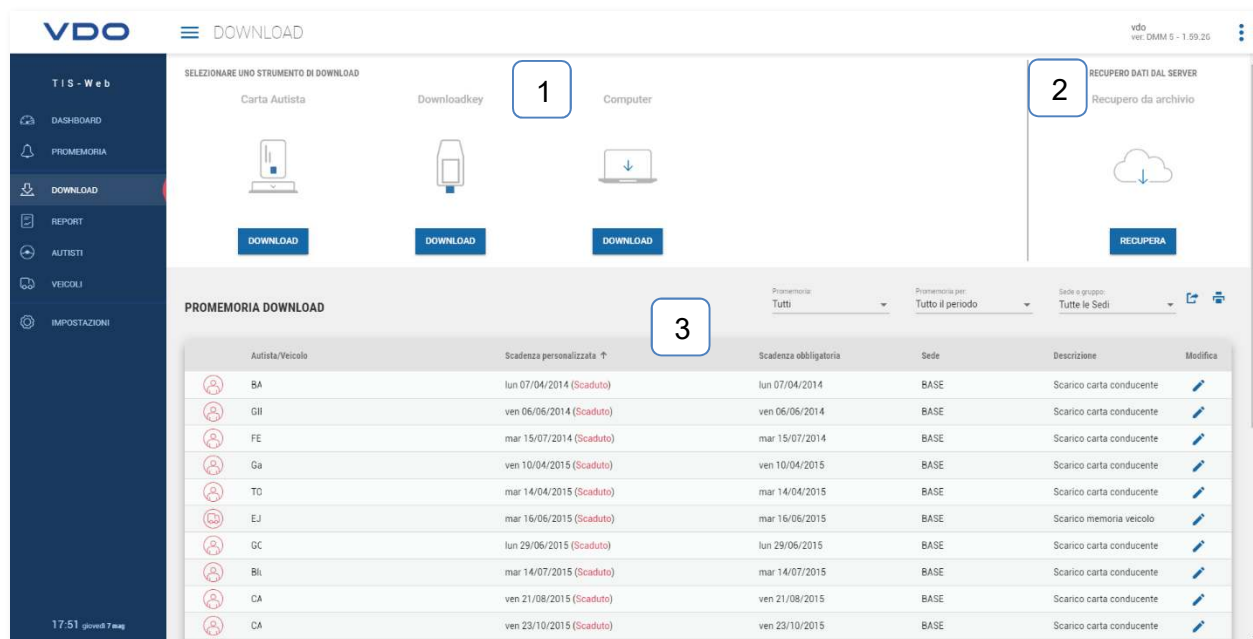 VDO
DOWNLOAD
vdo
ver: DMM 5 - 1.59.26
TIS-Web
DASHBOARD
PROMEMORIA
DOWNLOAD
REPORT
AUTISTI
VEICOLI
IMPOSTAZIONI
17:51 giovedì 7 mag
SELEZIONARE UNO STRUMENTO DI DOWNLOAD
1
Carta Autista Downloadkey Computer
DOWNLOAD DOWNLOAD DOWNLOAD
2
RECUPERO DATI DAL SERVER
Recupero da archivio
RECUPERA
PROMEMORIA DOWNLOAD
3
Promemoria: Promemoria per: Sede o gruppo:
Tutti Tutto il periodo Tutte le Sedi
Autista/Veicolo Scadenza personalizzata ↑ Scadenza obbligatoria Sede Descrizione Modifica
BA lun 07/04/2014 (Scaduto) lun 07/04/2014 BASE Scarico carta conducente
GII ven 06/06/2014 (Scaduto) ven 06/06/2014 BASE Scarico carta conducente
FE mar 15/07/2014 (Scaduto) mar 15/07/2014 BASE Scarico carta conducente
Ga ven 10/04/2015 (Scaduto) ven 10/04/2015 BASE Scarico carta conducente
TO mar 14/04/2015 (Scaduto) mar 14/04/2015 BASE Scarico carta conducente
EJ mar 16/06/2015 (Scaduto) mar 16/06/2015 BASE Scarico memoria veicolo
GC lun 29/06/2015 (Scaduto) lun 29/06/2015 BASE Scarico carta conducente
mar 14/07/2015 (Scaduto) mar 14/07/2015 BASE Scarico carta conducente
CA ven 21/08/2015 (Scaduto) ven 21/08/2015 BASE Scarico carta conducente
CA ven 23/10/2015 (Scaduto) ven 23/10/2015 BASE Scarico carta conducente